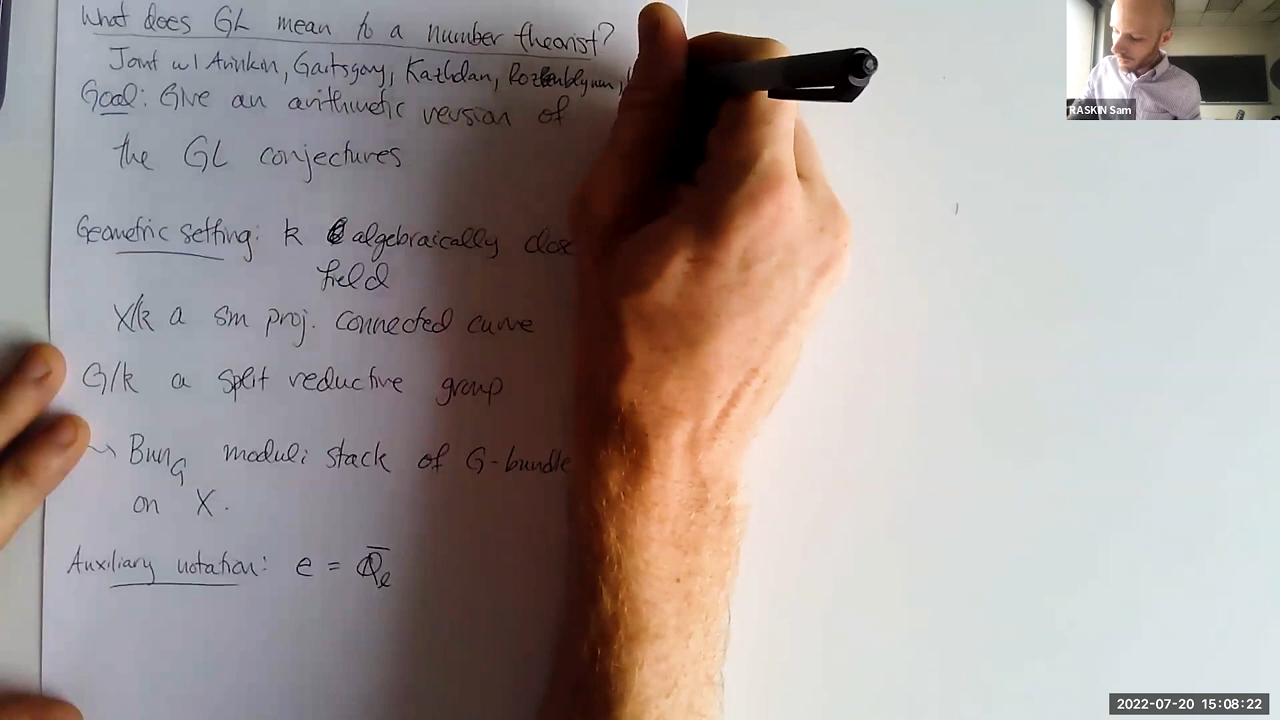 What does GL mean to a number theorist?
Joint w/ Arinkin, Gaitsgory, Kazhdan, Rozenblyum,
Goal: Give an arithmetic version of
the GL conjectures
Geometric setting: k algebraically close
field
X/k a sm proj. connected curve
G/k a split reductive group
⇝ Bun_G moduli stack of G-bundle
on X.
Auxiliary notation: e = \overline{Q}_ℓ
RASKIN Sam
2022-07-20 15:08:22